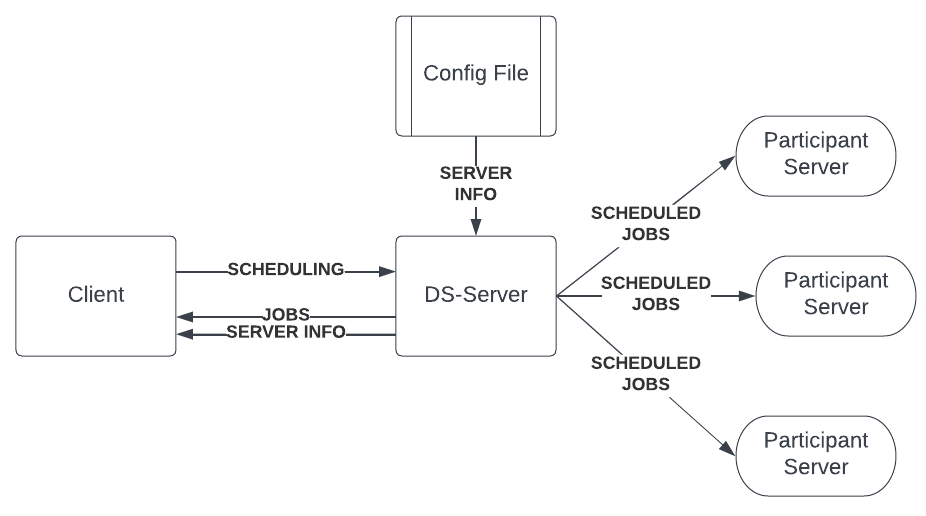 Config File
SERVER
INFO
Participant
Server
SCHEDULED
JOBS
Client
SCHEDULING
JOBS
SERVER INFO
DS-Server
SCHEDULED
JOBS
Participant
Server
SCHEDULED
JOBS
Participant
Server